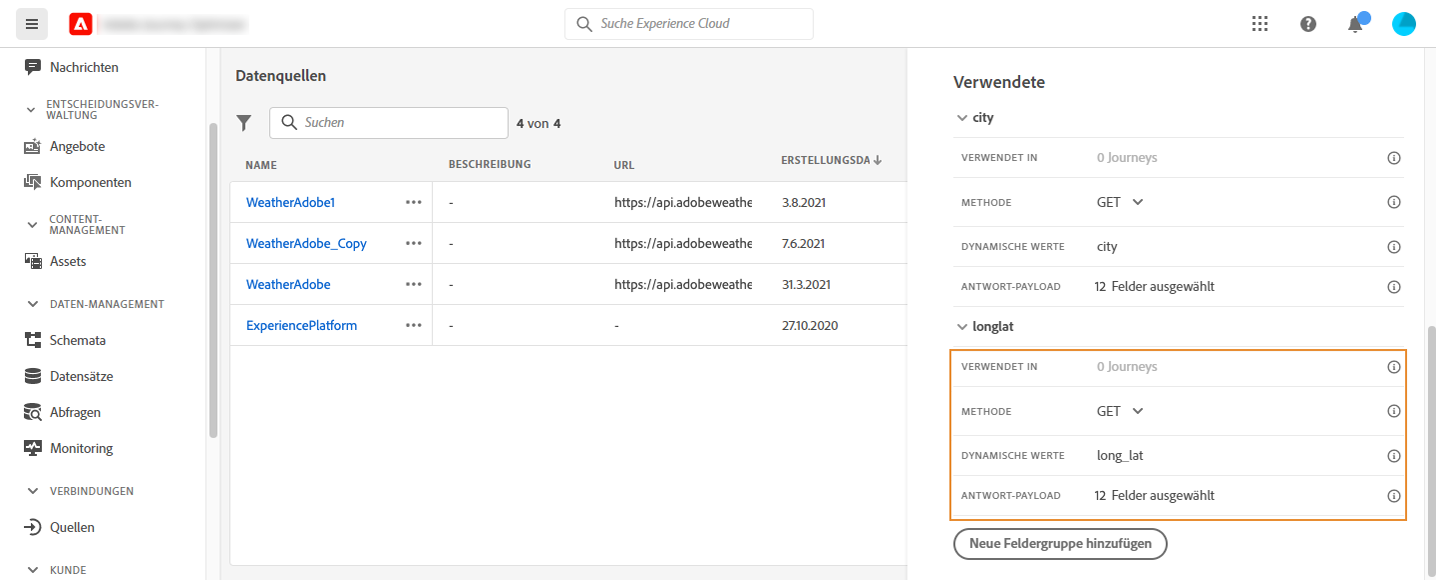 Suche Experience Cloud
Nachrichten
ENTSCHEIDUNGSVER-
WALTUNG
Angebote
Komponenten
CONTENT-
MANAGEMENT
Assets
DATEN-MANAGEMENT
Schemata
Datensätze
Abfragen
Monitoring
VERBINDUNGEN
Quellen
KUNDE
Datenquellen
Suchen
4 von 4
NAME BESCHREIBUNG URL ERSTELLUNGSDA
WeatherAdobe1 ••• - https://api.adobeweathe 3.8.2021
WeatherAdobe_Copy ••• - https://api.adobeweathe 7.6.2021
WeatherAdobe ••• - https://api.adobeweathe 31.3.2021
ExperiencePlatform ••• - - 27.10.2020
Verwendete
city
VERWENDET IN 0 Journeys
METHODE GET
DYNAMISCHE WERTE city
ANTWORT-PAYLOAD 12 Felder ausgewählt
longlat
VERWENDET IN 0 Journeys
METHODE GET
DYNAMISCHE WERTE long_lat
ANTWORT-PAYLOAD 12 Felder ausgewählt
Neue Feldergruppe hinzufügen